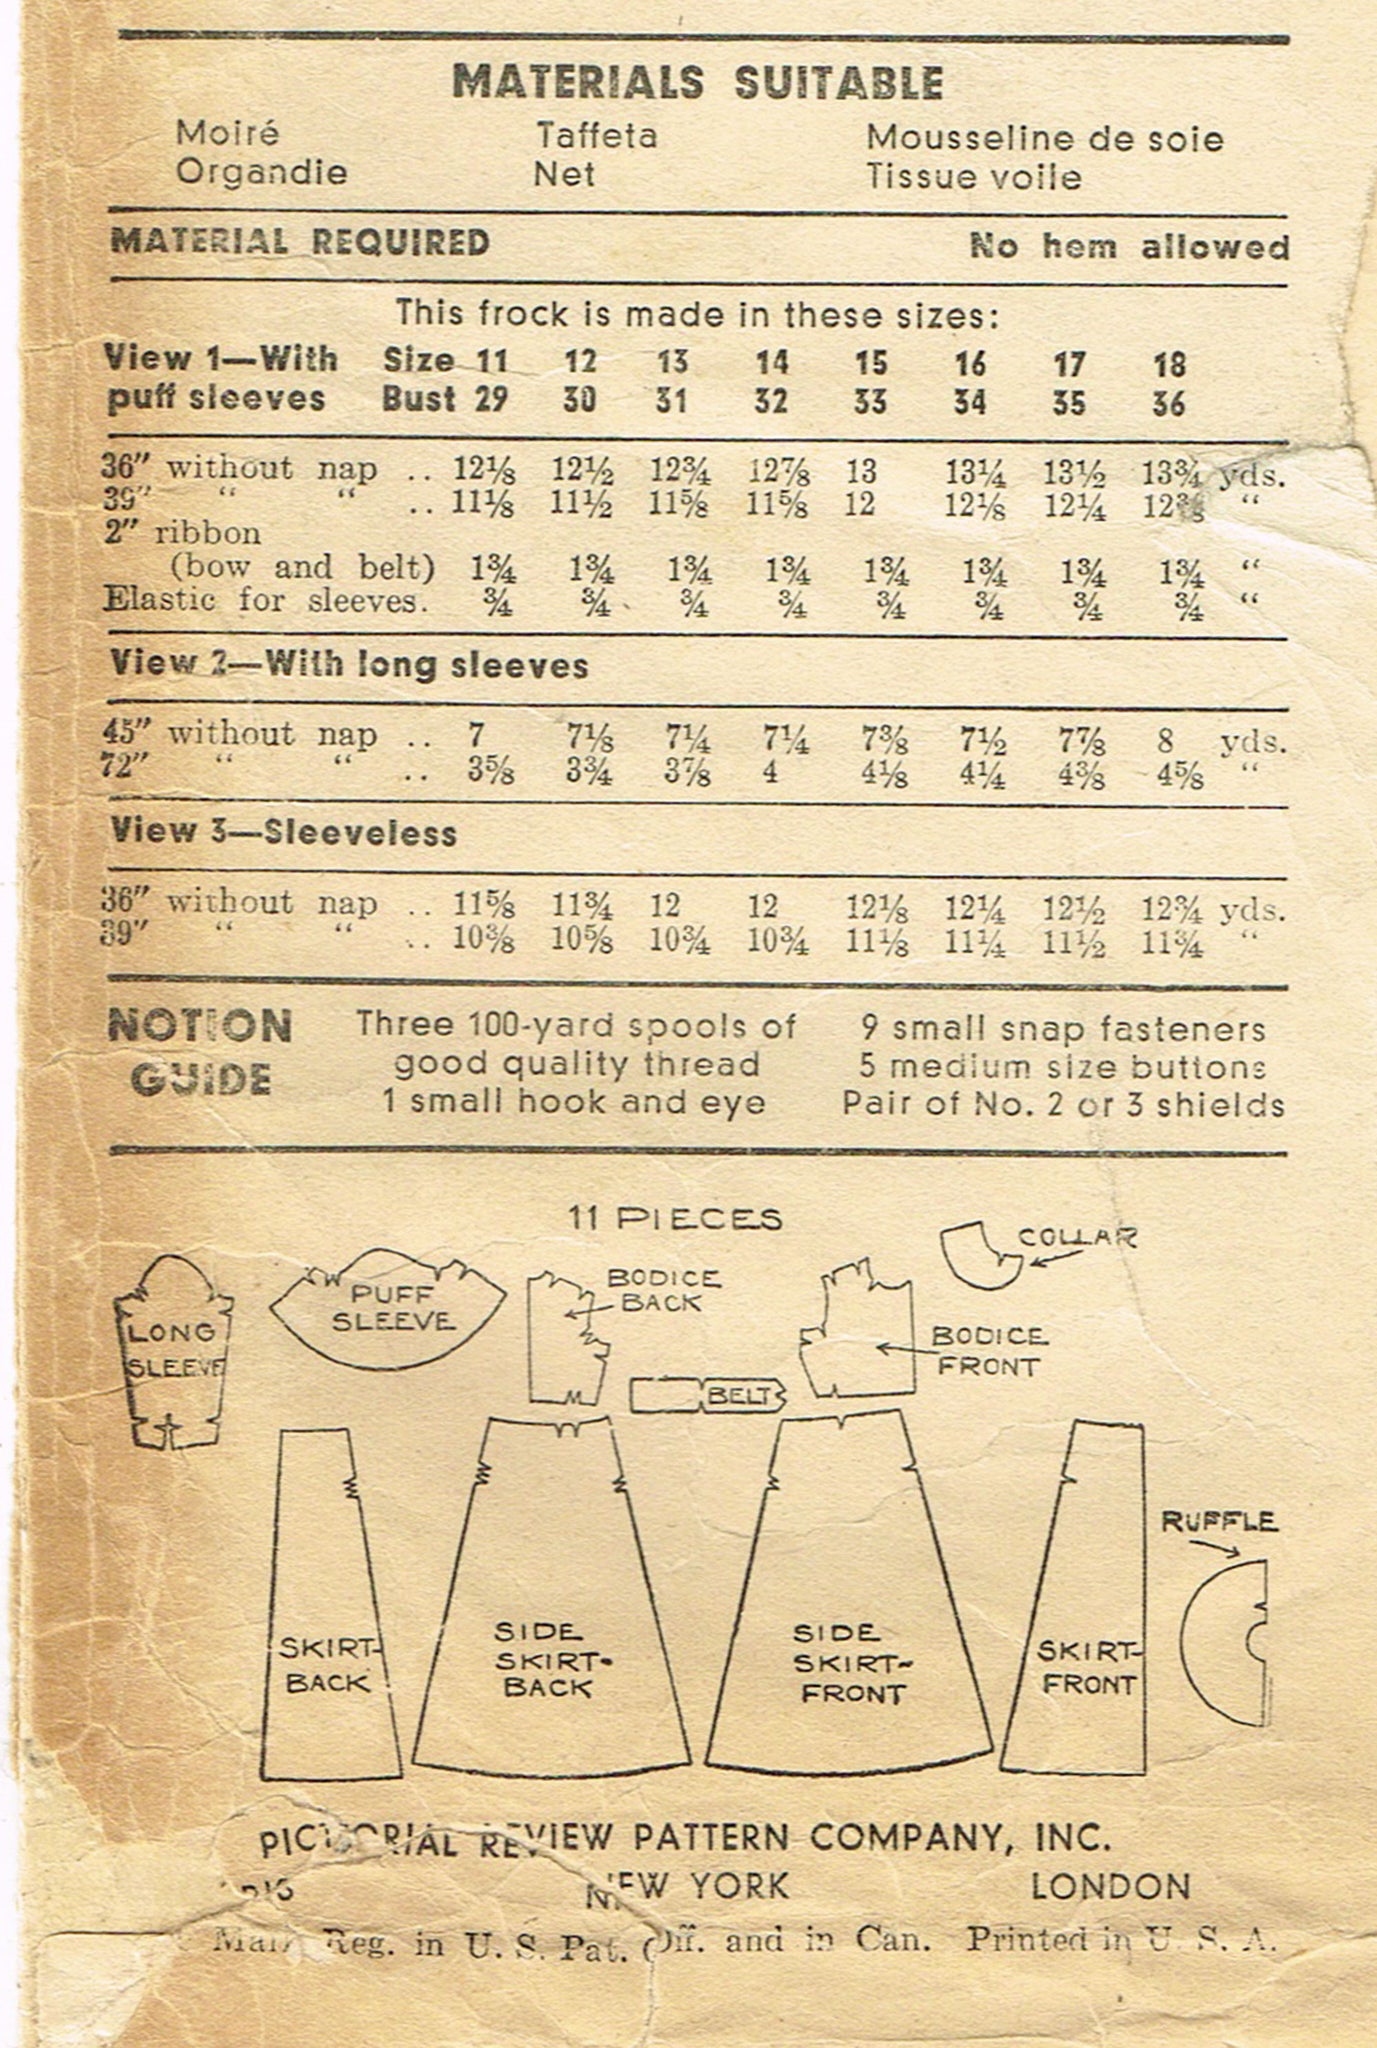 MATERIALS SUITABLE
Moiré Taffeta Mousseline de soie
Organdie Net Tissue voile
MATERIAL REQUIRED No hem allowed
This frock is made in these sizes:
View 1—With Size 11 12 13 14 15 16 17 18
puff sleeves Bust 29 30 31 32 33 34 35 36
36" without nap .. 12⅛ 12½ 12¾ 12⅞ 13 13¼ 13½ 13¾ yds.
39" “ “ .. 11⅛ 11½ 11⅝ 11⅝ 12 12⅛ 12¼ “
2" ribbon
(bow and belt) 1¾ 1¾ 1¾ 1¾ 1¾ 1¾ 1¾ 1¾ “
Elastic for sleeves. ¾ ¾ ¾ ¾ ¾ ¾ ¾ ¾ “
View 2—With long sleeves
45" without nap .. 7 7⅛ 7¼ 7¼ 7⅜ 7½ 7⅞ 8 yds.
72" “ “ .. 3⅝ 3¾ 3⅞ 4 4⅛ 4¼ 4⅜ 4⅝ “
View 3—Sleeveless
36" without nap .. 11⅝ 11¾ 12 12 12⅛ 12¼ 12½ 12¾ yds.
39" “ “ .. 10⅜ 10⅝ 10¾ 10¾ 11⅛ 11¼ 11½ 11¾ “
NOTION GUIDE
Three 100-yard spools of
good quality thread
1 small hook and eye
9 small snap fasteners
5 medium size buttons
Pair of No. 2 or 3 shields
11 PIECES
LONG
SLEEVE
PUFF
SLEEVE
BODICE
BACK
COLLAR
BODICE
FRONT
BELT
SKIRT-
BACK
SIDE
SKIRT-
BACK
SIDE
SKIRT-
FRONT
SKIRT-
FRONT
RUFFLE
PICTORIAL REVIEW PATTERN COMPANY, INC.
NEW YORK LONDON
Mark Reg. in U. S. Pat. Off. and in Can. Printed in U. S. A.